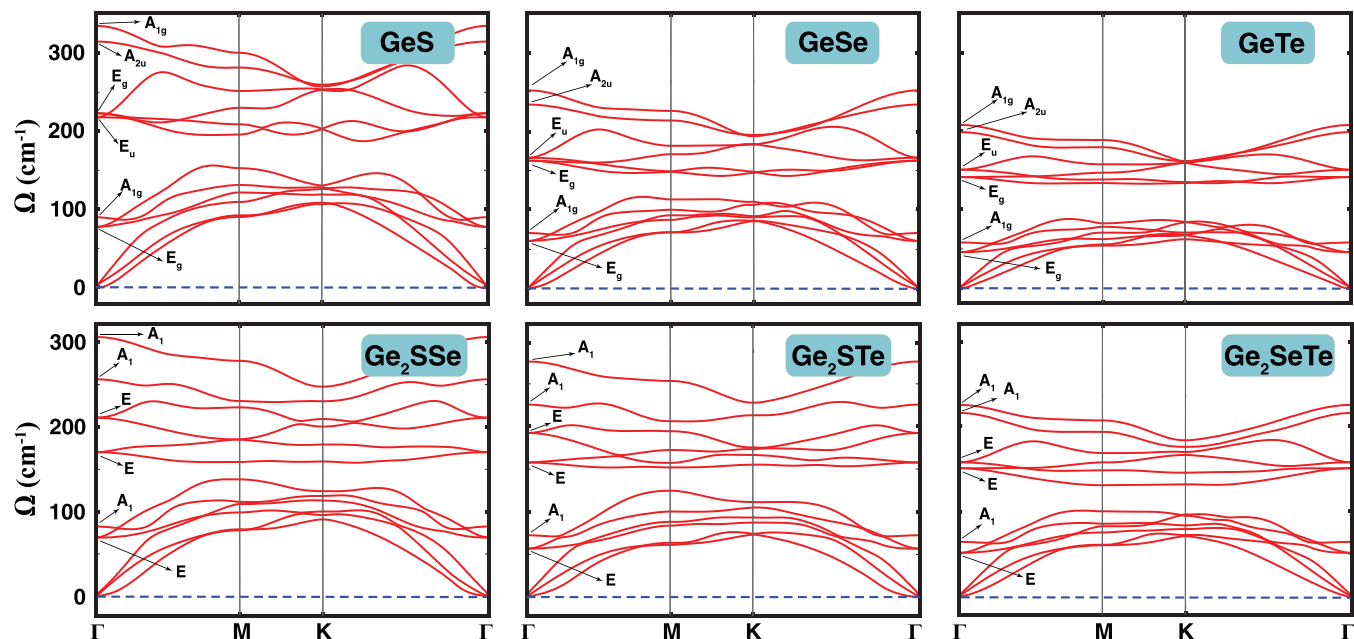 GeS
GeSe
GeTe
Ω (cm⁻¹)
300
200
100
0
A₁g
A₂u
Eg
Eu
A₁g
Eg
A₁g
A₂u
Eu
Eg
A₁g
Eg
A₁g
A₂u
Eu
Eg
A₁g
Eg
Ge₂SSe
Ge₂STe
Ge₂SeTe
Ω (cm⁻¹)
300
200
100
0
A₁
A₁
E
E
A₁
E
A₁
A₁
E
E
A₁
E
A₁ A₁
E
E
A₁
E
Γ M K Γ
M K Γ
Γ M K Γ